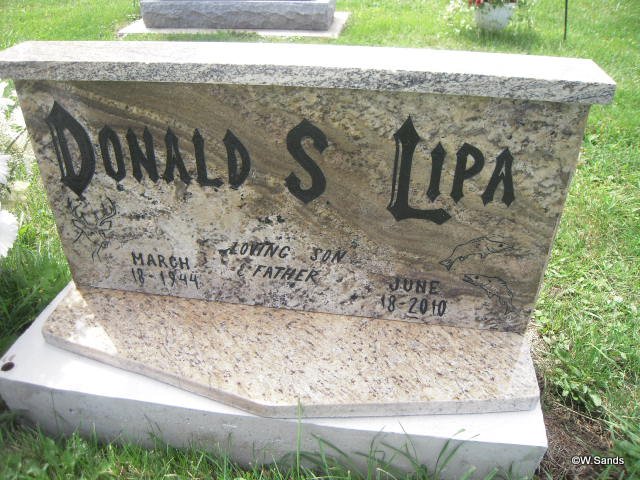 DONALD S LIPA
MARCH
18-1944
LOVING SON
& FATHER
JUNE
18-2010
©W.Sands